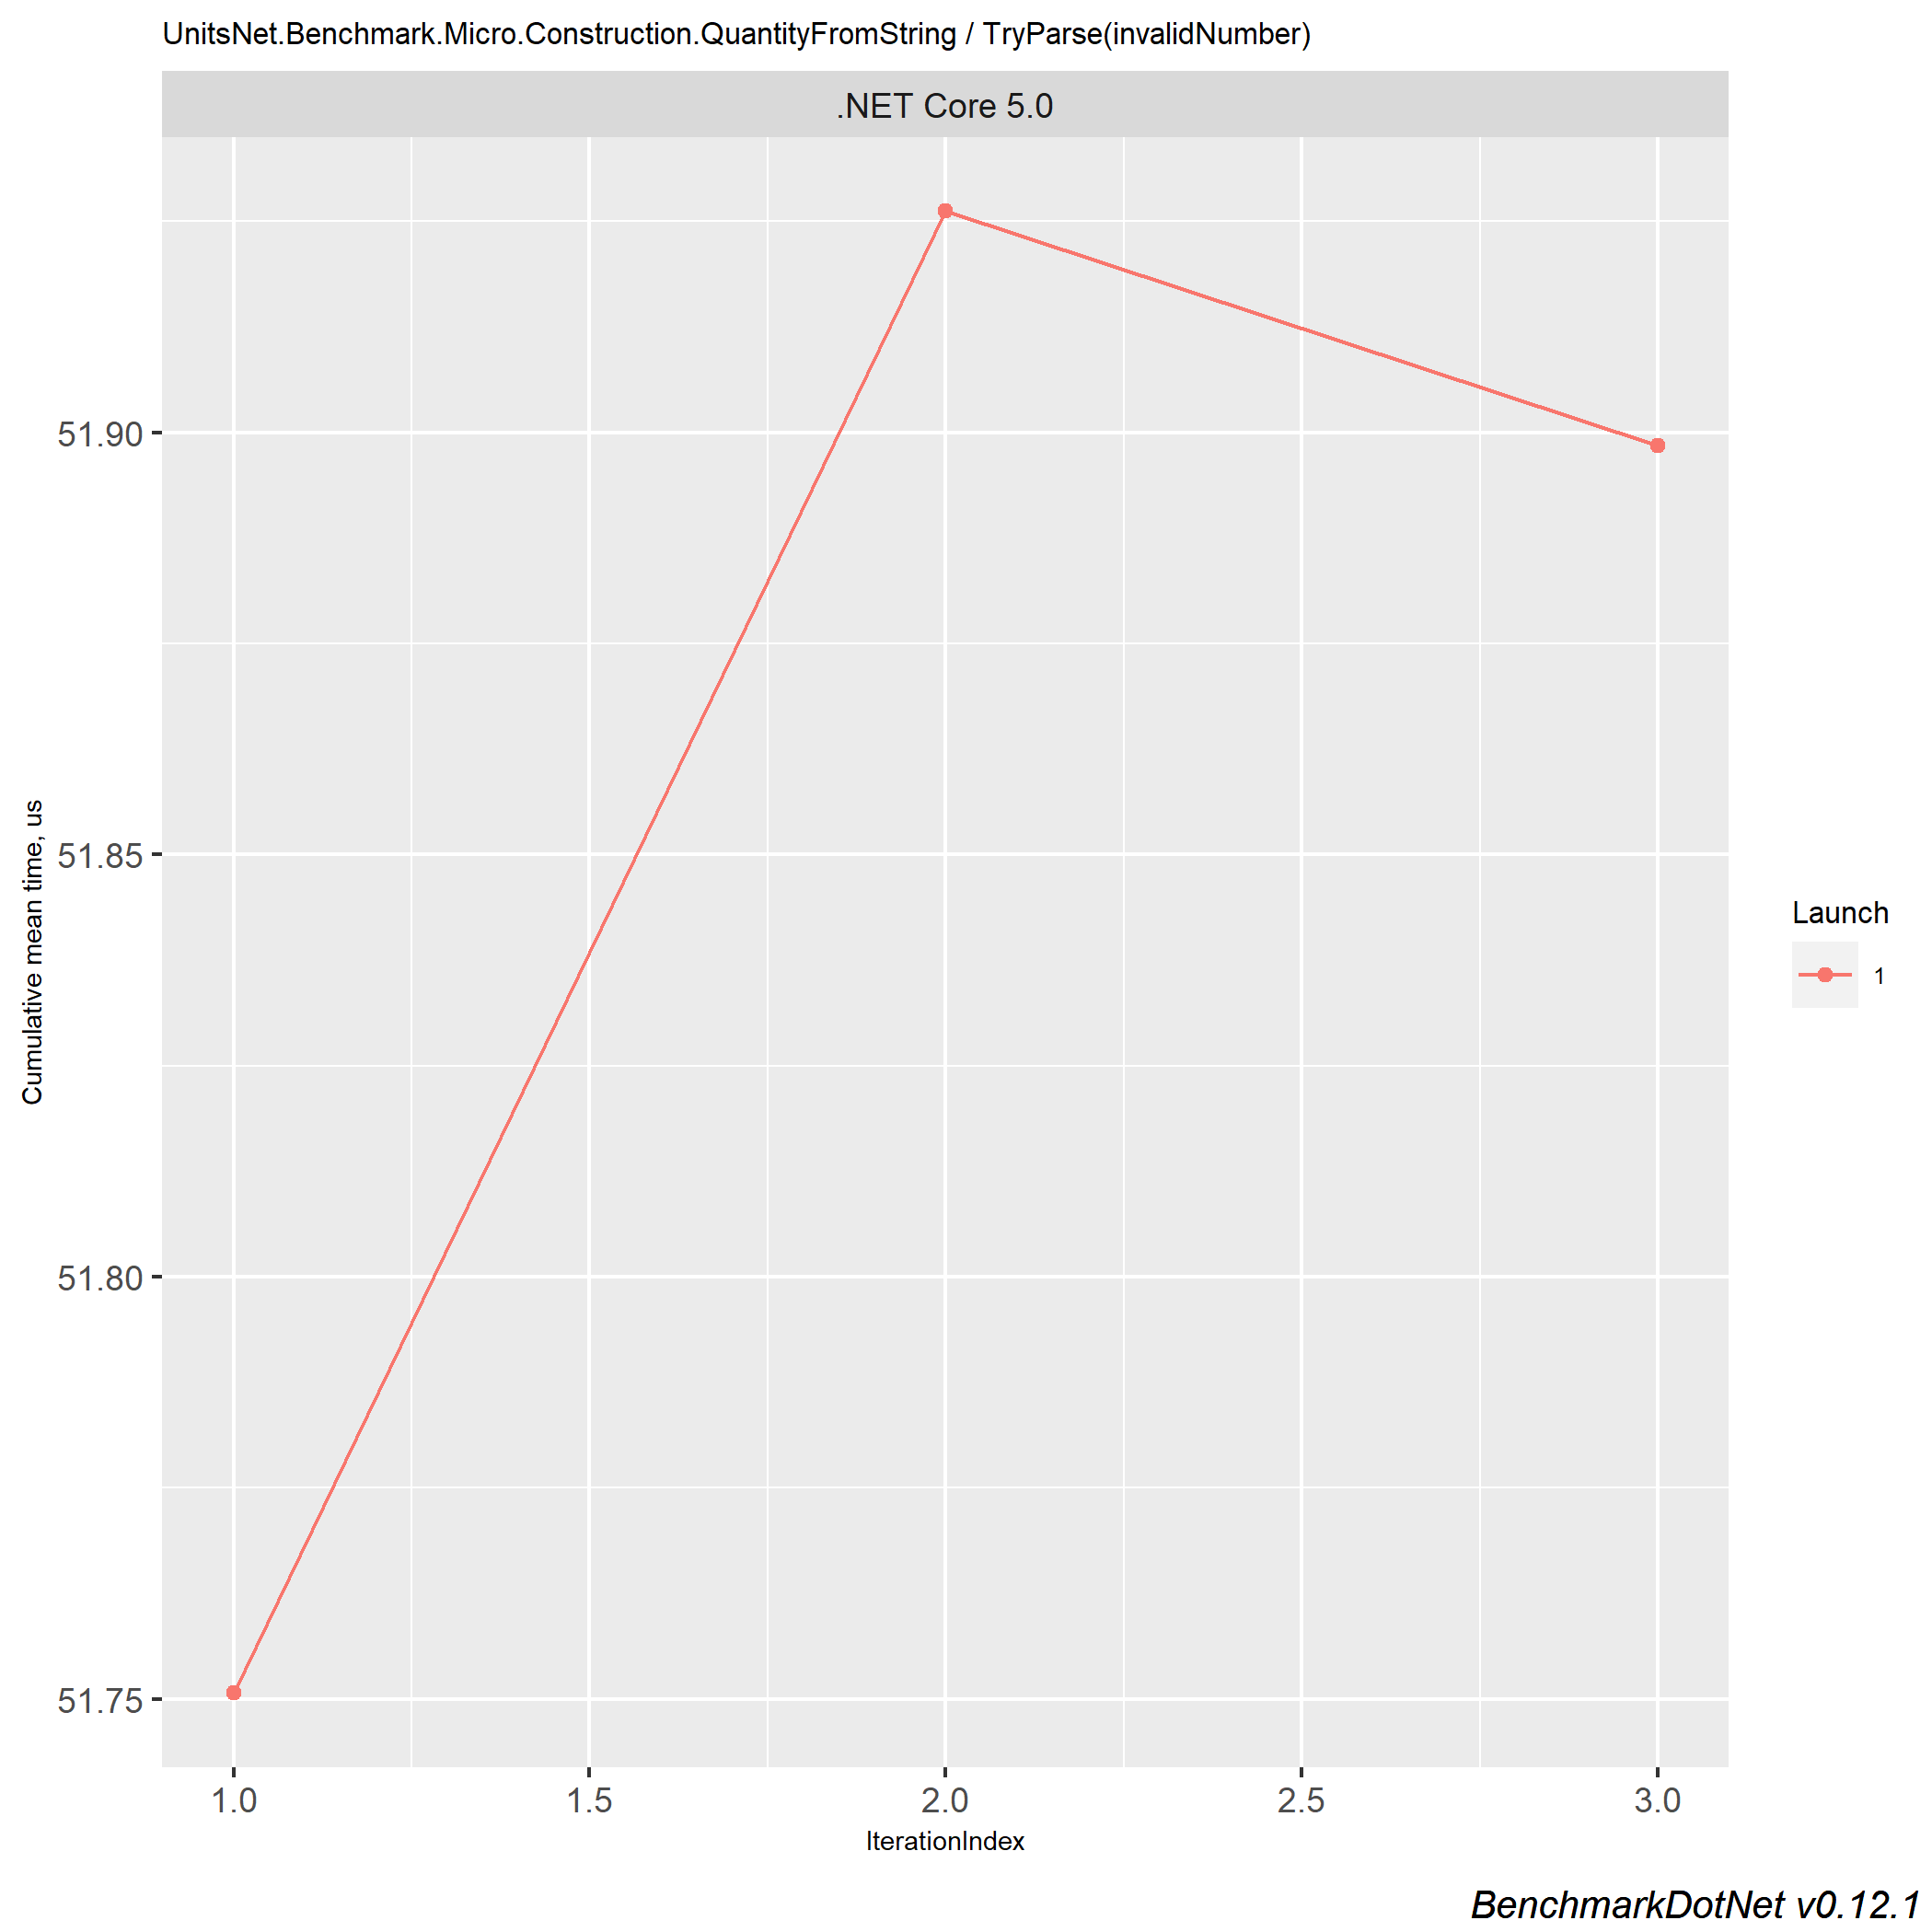 UnitsNet.Benchmark.Micro.Construction.QuantityFromString / TryParse(invalidNumber)
.NET Core 5.0
Cumulative mean time, us
51.90
51.85
51.80
51.75
1.0
1.5
2.0
2.5
3.0
IterationIndex
Launch
1
BenchmarkDotNet v0.12.1